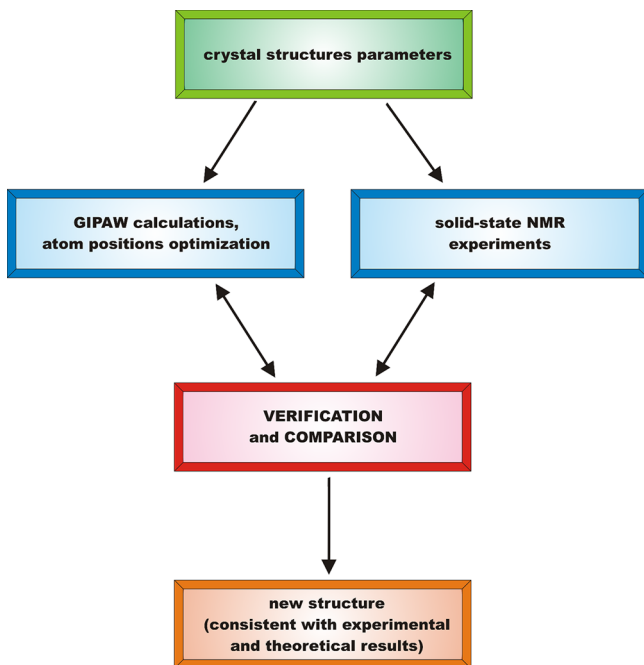 crystal structures parameters
GIPAW calculations,
atom positions optimization
solid-state NMR
experiments
VERIFICATION
and COMPARISON
new structure
(consistent with experimental
and theoretical results)